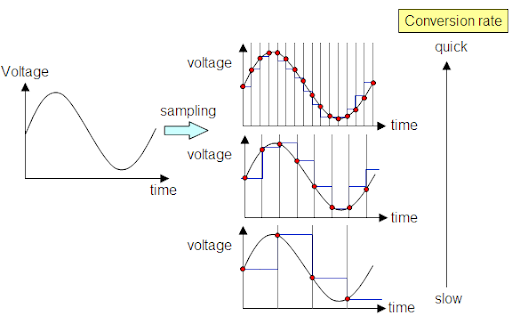 Conversion rate
quick
Voltage
sampling
time
voltage
time
voltage
time
voltage
time
slow